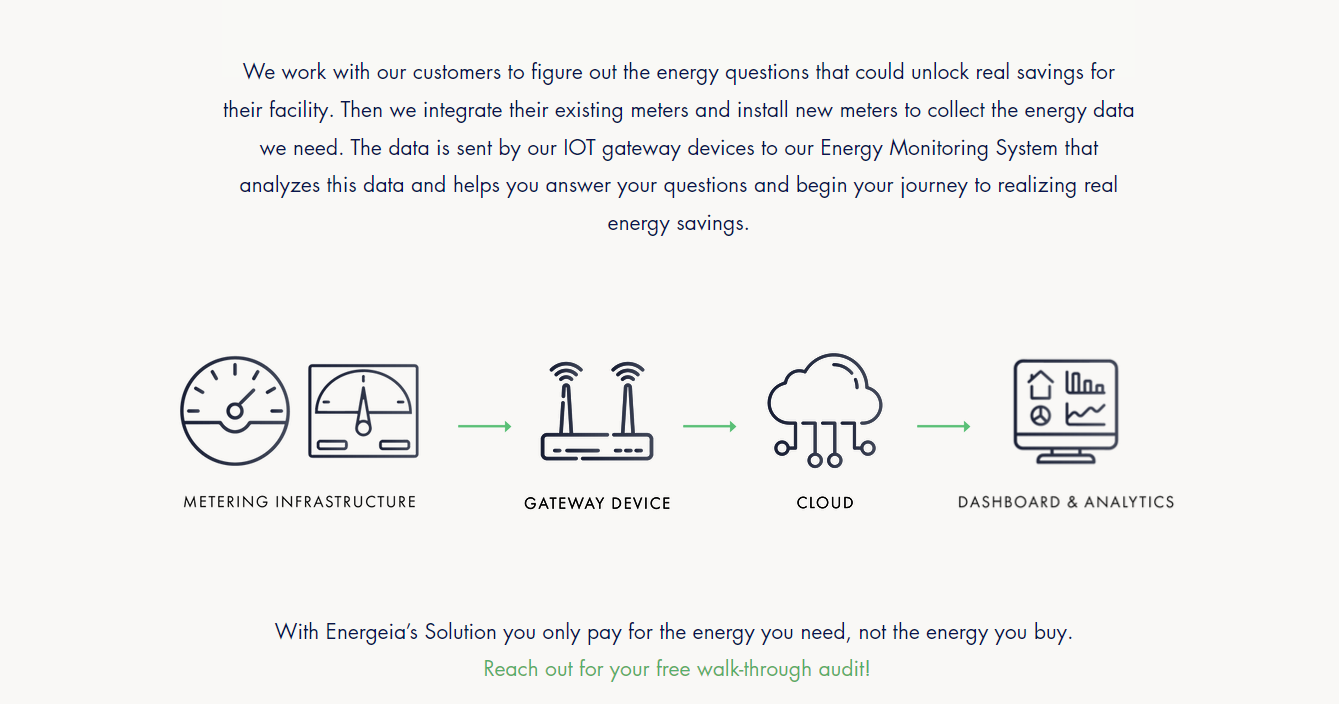 We work with our customers to figure out the energy questions that could unlock real savings for
their facility. Then we integrate their existing meters and install new meters to collect the energy data
we need. The data is sent by our IOT gateway devices to our Energy Monitoring System that
analyzes this data and helps you answer your questions and begin your journey to realizing real
energy savings.
METERING INFRASTRUCTURE
GATEWAY DEVICE
CLOUD
DASHBOARD & ANALYTICS
With Energeia’s Solution you only pay for the energy you need, not the energy you buy.
Reach out for your free walk-through audit!